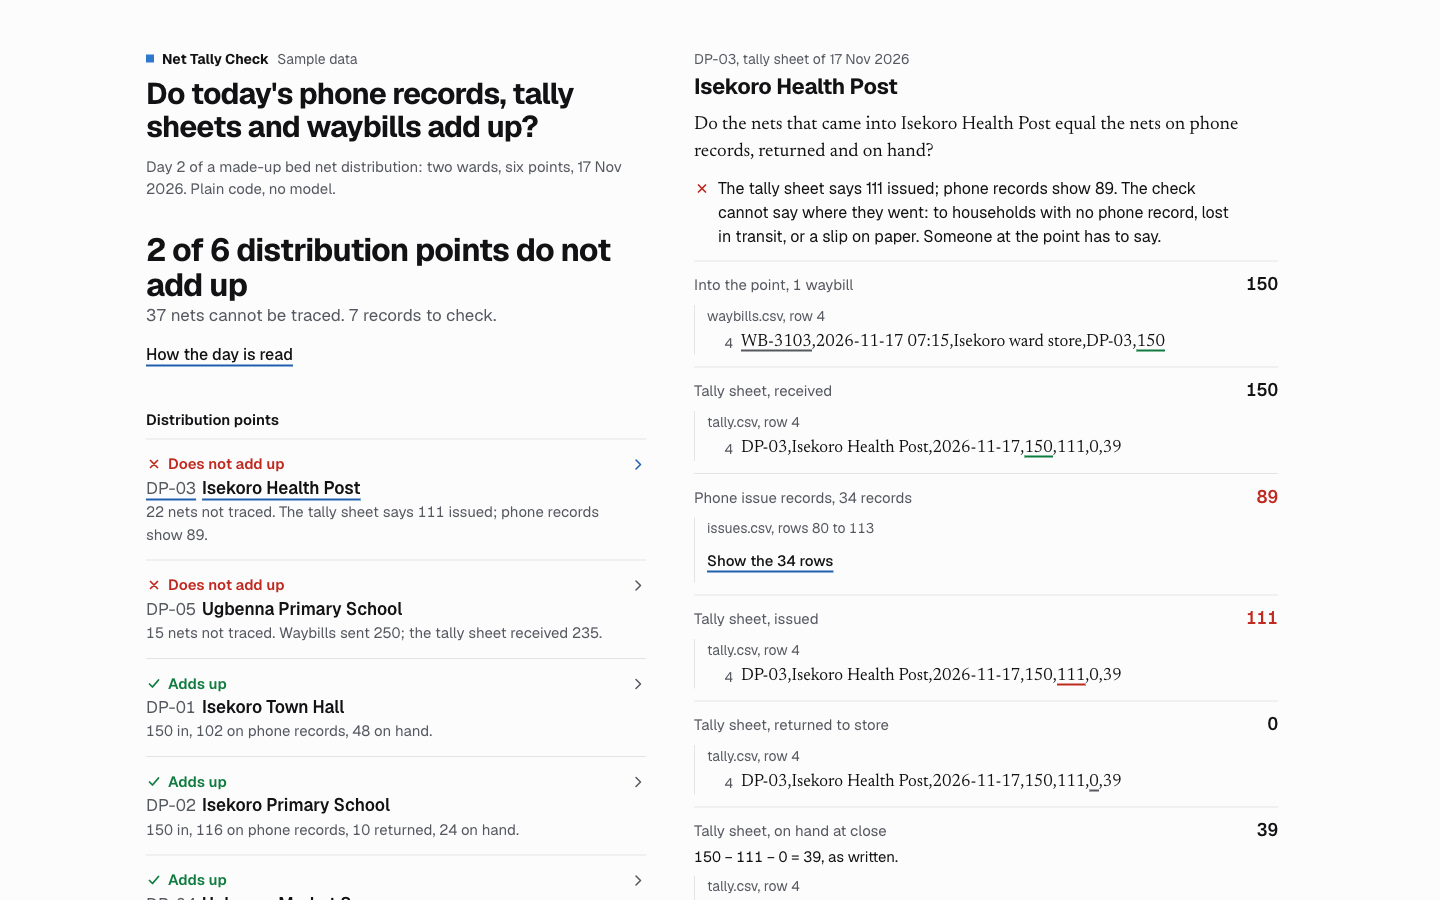 Net Tally Check Sample data
Do today's phone records, tally
sheets and waybills add up?
Day 2 of a made-up bed net distribution: two wards, six points, 17 Nov
2026. Plain code, no model.
2 of 6 distribution points do not
add up
37 nets cannot be traced. 7 records to check.
How the day is read
Distribution points
Does not add up
DP-03 Isekoro Health Post
22 nets not traced. The tally sheet says 111 issued; phone records
show 89.
Does not add up
DP-05 Ugbenna Primary School
15 nets not traced. Waybills sent 250; the tally sheet received 235.
Adds up
DP-01 Isekoro Town Hall
150 in, 102 on phone records, 48 on hand.
Adds up
DP-02 Isekoro Primary School
150 in, 116 on phone records, 10 returned, 24 on hand.
Adds up
DP-03, tally sheet of 17 Nov 2026
Isekoro Health Post
Do the nets that came into Isekoro Health Post equal the nets on phone
records, returned and on hand?
The tally sheet says 111 issued; phone records show 89. The check
cannot say where they went: to households with no phone record, lost
in transit, or a slip on paper. Someone at the point has to say.
Into the point, 1 waybill 150
waybills.csv, row 4
4 WB-3103,2026-11-17 07:15,Isekoro ward store,DP-03,150
Tally sheet, received 150
tally.csv, row 4
4 DP-03,Isekoro Health Post,2026-11-17,150,111,0,39
Phone issue records, 34 records 89
issues.csv, rows 80 to 113
Show the 34 rows
Tally sheet, issued 111
tally.csv, row 4
4 DP-03,Isekoro Health Post,2026-11-17,150,111,0,39
Tally sheet, returned to store 0
tally.csv, row 4
4 DP-03,Isekoro Health Post,2026-11-17,150,111,0,39
Tally sheet, on hand at close 39
150 – 111 – 0 = 39, as written.
tally.csv, row 4